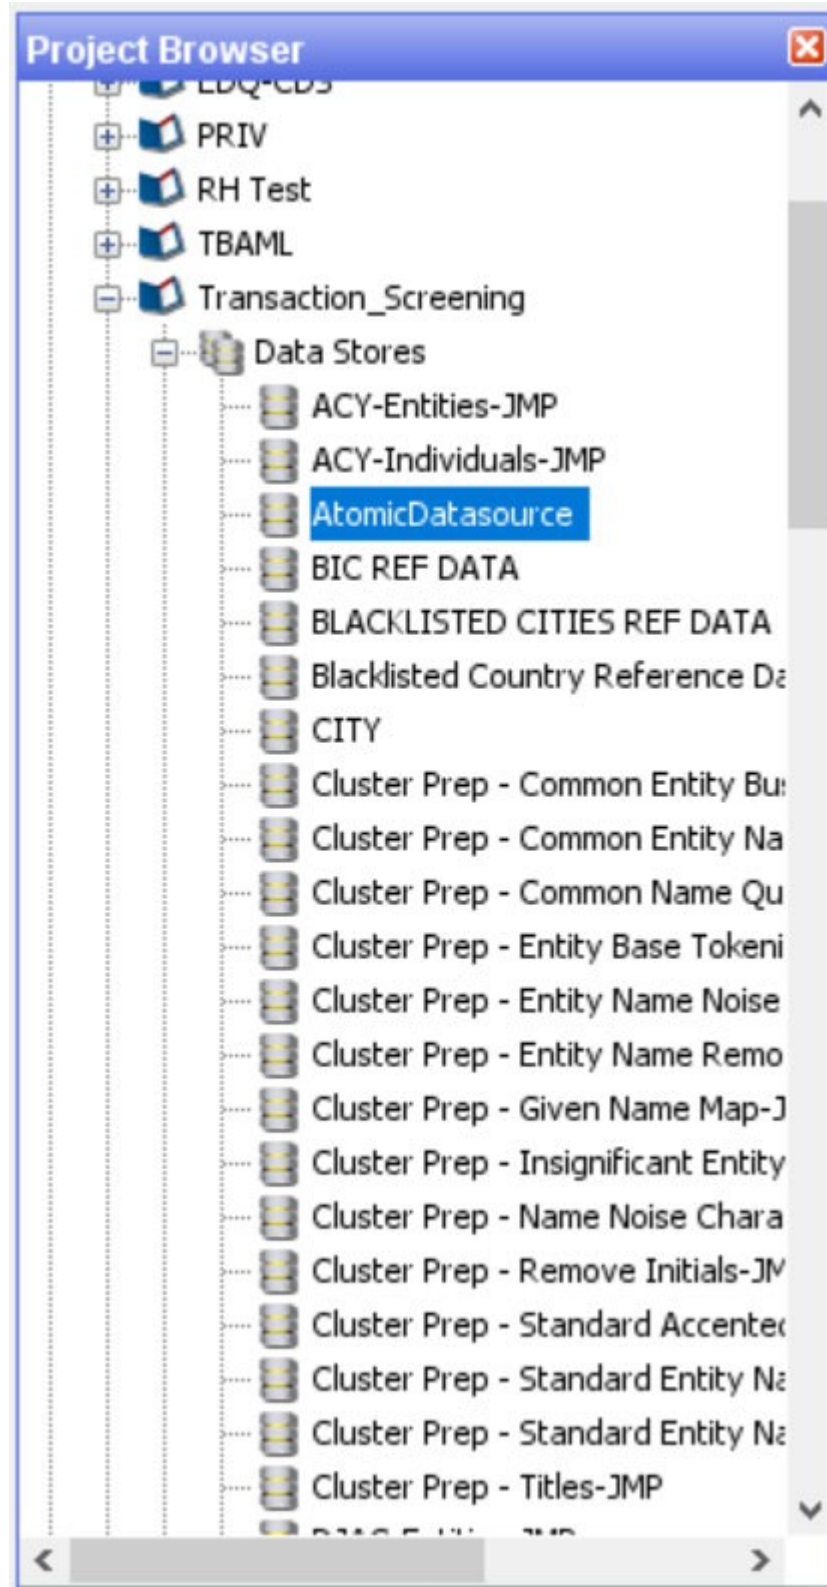 Project Browser
EDQ-CDS
PRIV
RH Test
TBAML
Transaction_Screening
Data Stores
ACY-Entities-JMP
ACY-Individuals-JMP
AtomicDatasource
BIC REF DATA
BLACKLISTED CITIES REF DATA
Blacklisted Country Reference Da
CITY
Cluster Prep - Common Entity Bu
Cluster Prep - Common Entity Na
Cluster Prep - Common Name Qu
Cluster Prep - Entity Base Tokeni
Cluster Prep - Entity Name Noise
Cluster Prep - Entity Name Remo
Cluster Prep - Given Name Map-J
Cluster Prep - Insignificant Entity
Cluster Prep - Name Noise Chara
Cluster Prep - Remove Initials-JM
Cluster Prep - Standard Accented
Cluster Prep - Standard Entity Na
Cluster Prep - Standard Entity Na
Cluster Prep - Titles-JMP